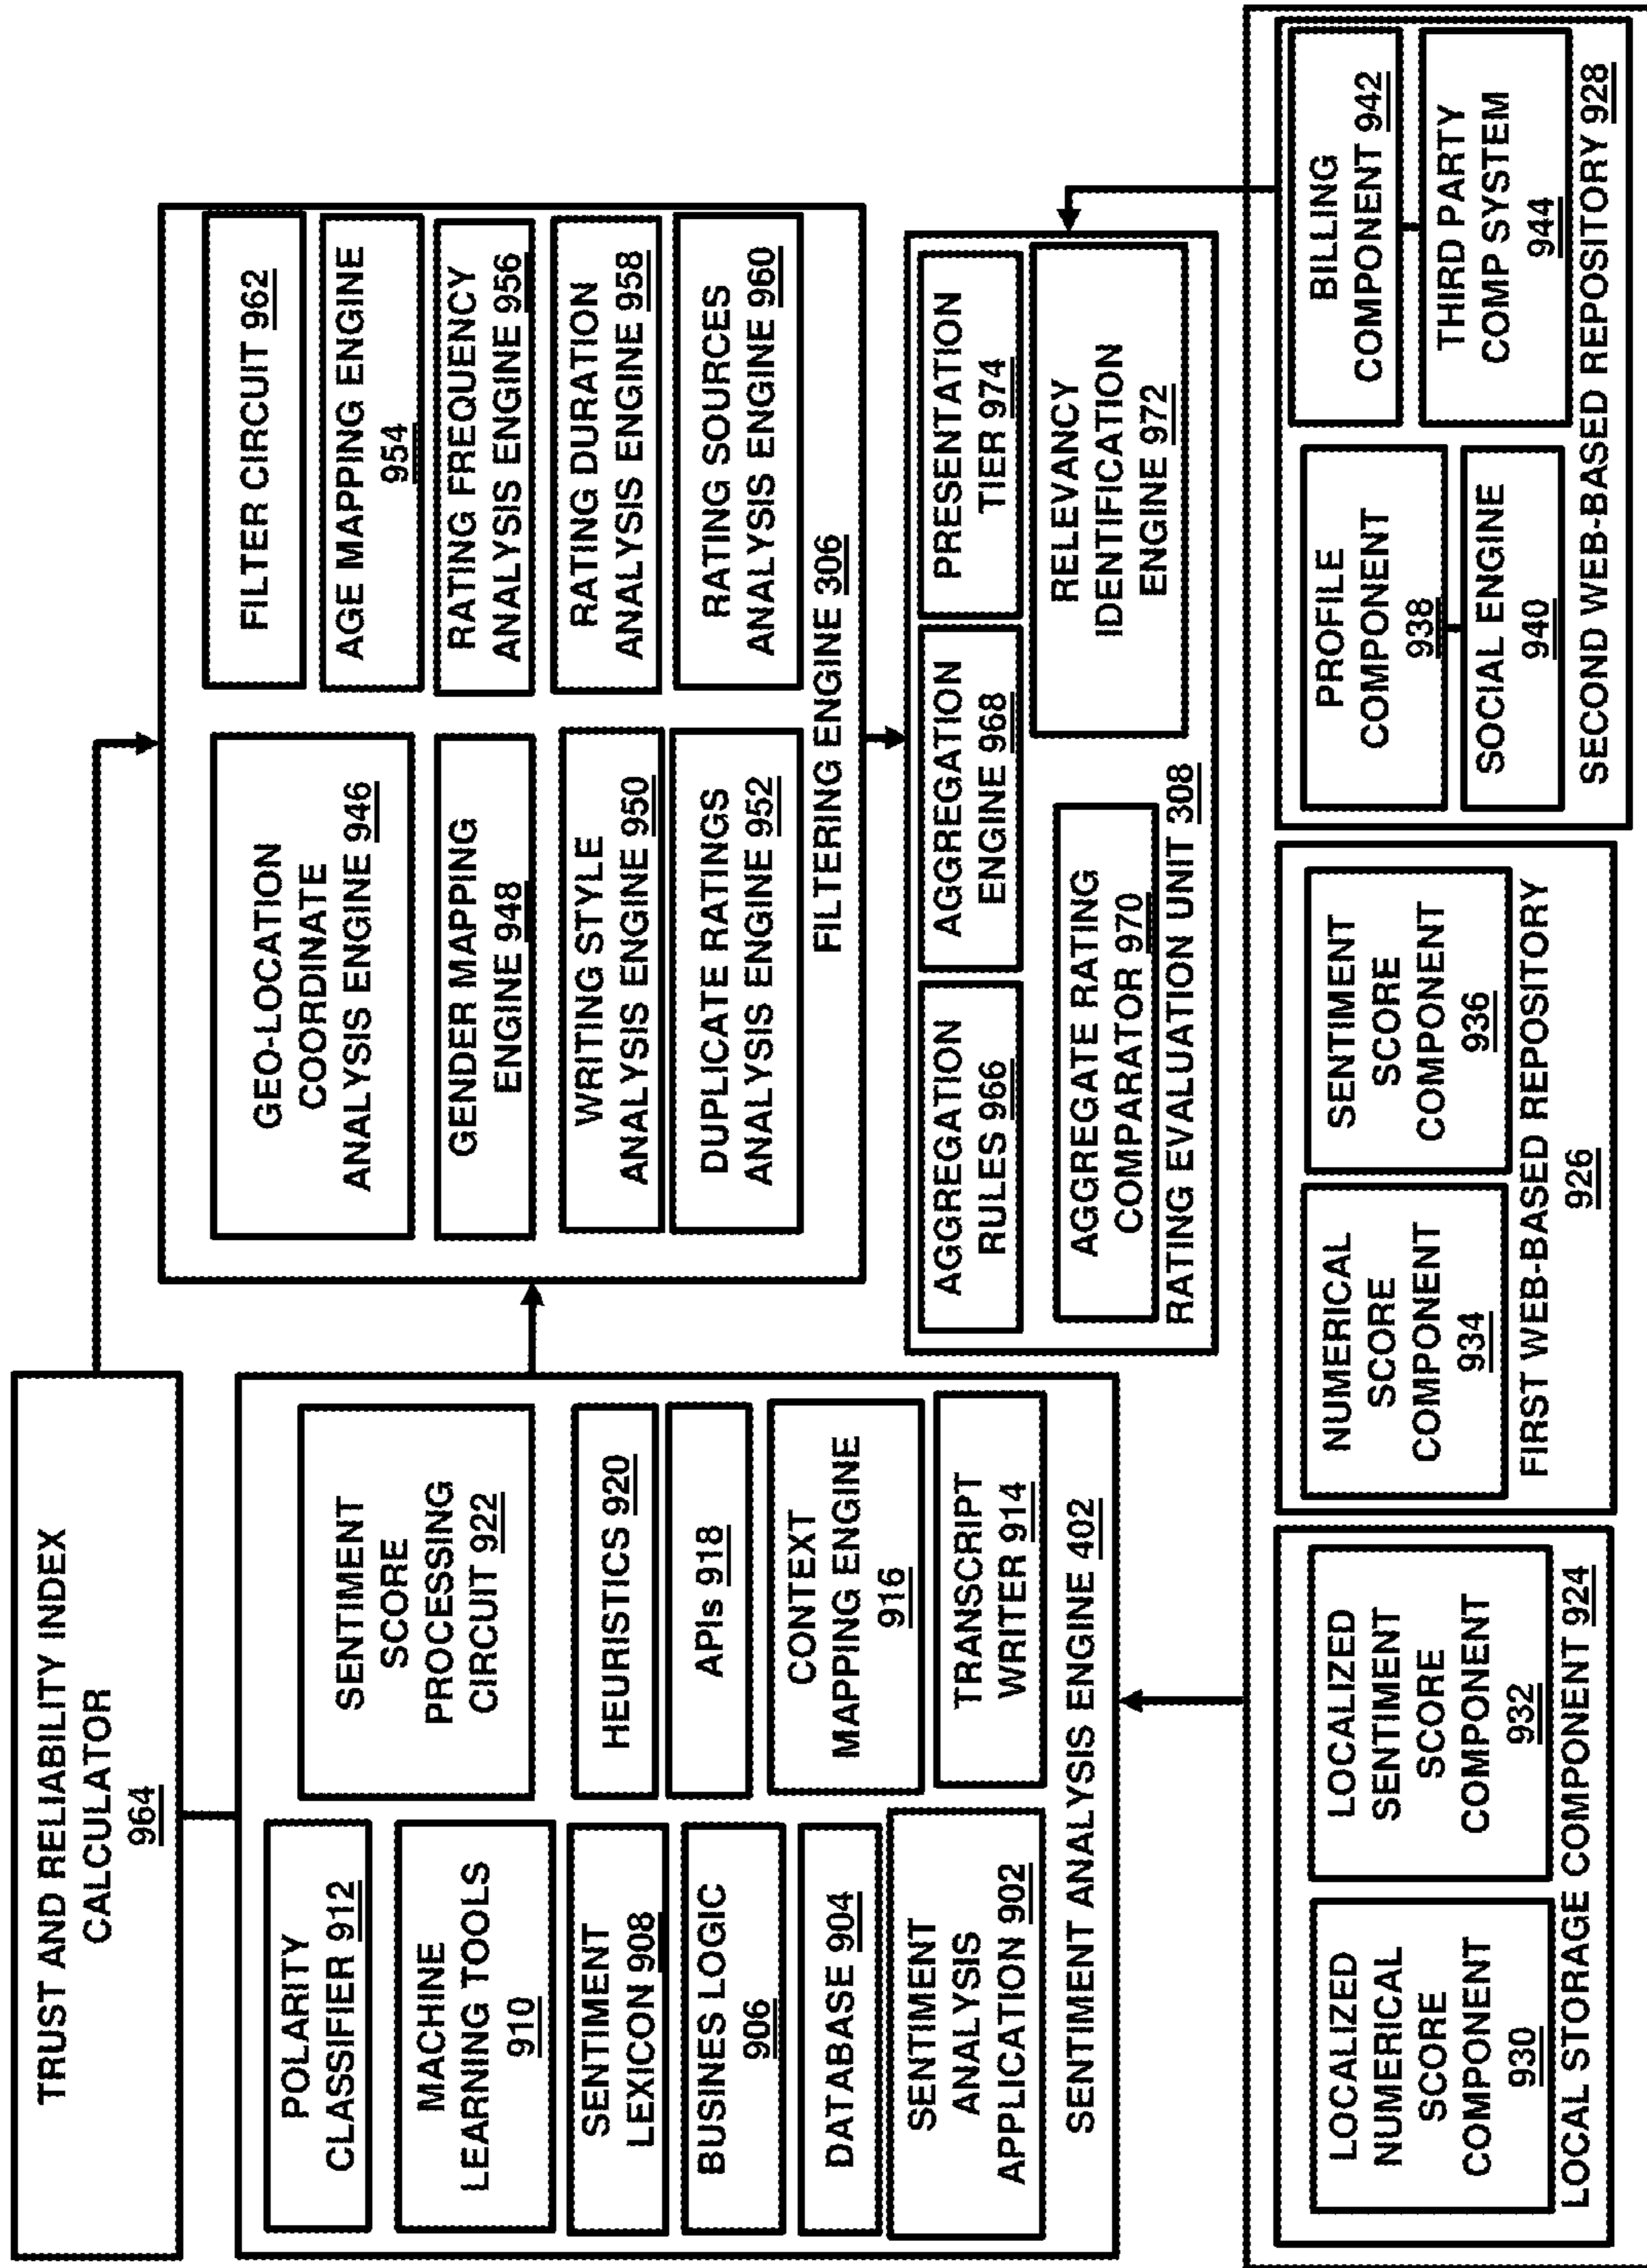 TRUST AND RELIABILITY INDEX
CALCULATOR
964
POLARITY
CLASSIFIER 912
MACHINE
LEARNING TOOLS
910
SENTIMENT
LEXICON 908
BUSINES LOGIC
906
DATABASE 904
SENTIMENT
ANALYSIS
APPLICATION 902
SENTIMENT
SCORE
PROCESSING
CIRCUIT 922
HEURISTICS 920
APIs 918
CONTEXT
MAPPING ENGINE
916
TRANSCRIPT
WRITER 914
SENTIMENT ANALYSIS ENGINE 402
GEO-LOCATION
COORDINATE
ANALYSIS ENGINE 946
GENDER MAPPING
ENGINE 948
WRITING STYLE
ANALYSIS ENGINE 950
DUPLICATE RATINGS
ANALYSIS ENGINE 952
FILTER CIRCUIT 962
AGE MAPPING ENGINE
954
RATING FREQUENCY
ANALYSIS ENGINE 956
RATING DURATION
ANALYSIS ENGINE 958
RATING SOURCES
ANALYSIS ENGINE 960
FILTERING ENGINE 306
AGGREGATION
RULES 966
AGGREGATION
ENGINE 968
PRESENTATION
TIER 974
AGGREGATE RATING
COMPARATOR 970
RELEVANCY
IDENTIFICATION
ENGINE 972
RATING EVALUATION UNIT 308
LOCALIZED
NUMERICAL
SCORE
COMPONENT
930
LOCALIZED
SENTIMENT
SCORE
COMPONENT
932
LOCAL STORAGE COMPONENT 924
NUMERICAL
SCORE
COMPONENT
934
SENTIMENT
SCORE
COMPONENT
936
FIRST WEB-BASED REPOSITORY
926
PROFILE
COMPONENT
938
SOCIAL ENGINE
940
BILLING
COMPONENT 942
THIRD PARTY
COMP SYSTEM
944
SECOND WEB-BASED REPOSITORY 928